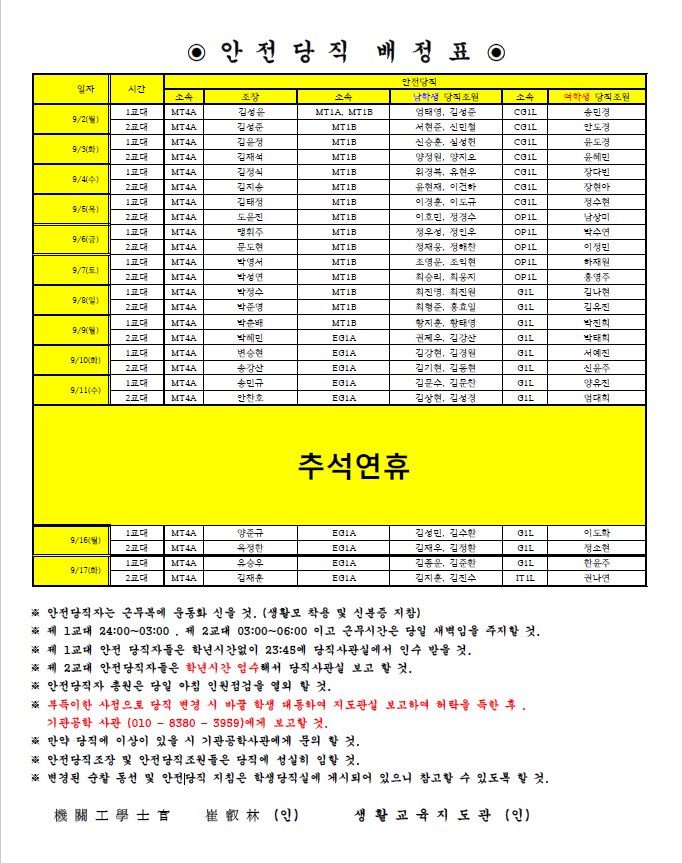 ◉ 안 전 당 직 배 정 표 ◉
일자 시간 안전당직
소속 조장 소속 남학생 당직조원 소속 여학생 당직조원
9/2(월) 1교대 MT4A 김성윤 MT1A, MT1B 엄태영, 김성준 CG1L 송민경
2교대 MT4A 김성준 MT1B 서현준, 신민철 CG1L 안도경
9/3(화) 1교대 MT4A 김윤정 MT1B 신승훈, 심성헌 CG1L 윤도경
2교대 MT4A 김재석 MT1B 양정원, 양지오 CG1L 윤혜민
9/4(수) 1교대 MT4A 김정식 MT1B 위경복, 유현우 CG1L 장다빈
2교대 MT4A 김지송 MT1B 윤현재, 이건하 CG1L 장현아
9/5(목) 1교대 MT4A 김태정 MT1B 이경훈, 이도규 CG1L 정수현
2교대 MT4A 도윤진 MT1B 이호민, 정경수 OP1L 남상미
9/6(금) 1교대 MT4A 맹휘주 MT1B 정우성, 정인우 OP1L 박수연
2교대 MT4A 문도현 MT1B 정재웅, 정해찬 OP1L 이정민
9/7(토) 1교대 MT4A 박영서 MT1B 조영운, 조익현 OP1L 하재원
2교대 MT4A 박성연 MT1B 최승리, 최웅지 OP1L 홍영주
9/8(일) 1교대 MT4A 박정수 MT1B 최진명, 최진원 G1L 김나현
2교대 MT4A 박준영 MT1B 최형준, 홍효일 G1L 김유진
9/9(월) 1교대 MT4A 박춘배 MT1B 황지훈, 황태영 G1L 박진희
2교대 MT4A 박혜민 EG1A 권제우, 김강산 G1L 박태희
9/10(화) 1교대 MT4A 변승현 EG1A 김강현, 김경원 G1L 서예진
2교대 MT4A 송강산 EG1A 김기현, 김동현 G1L 신윤주
9/11(수) 1교대 MT4A 송민규 EG1A 김문수, 김문찬 G1L 양유진
2교대 MT4A 안찬호 EG1A 김상현, 김성경 G1L 엄대희
추석연휴
9/16(월) 1교대 MT4A 양준규 EG1A 김성민, 김수환 G1L 이도화
2교대 MT4A 옥정한 EG1A 김재우, 김정환 G1L 정소현
9/17(화) 1교대 MT4A 유승우 EG1A 김종운, 김준환 G1L 한윤주
2교대 MT4A 김재훈 EG1A 김지훈, 김진수 IT1L 권나연
※ 안전당직자는 근무복에 운동화 신을 것. (생활모 착용 및 신분증 지참)
※ 제 1교대 24:00~03:00 , 제 2교대 03:00~06:00 이고 근무시간은 당일 새벽임을 주지할 것.
※ 제 1교대 안전 당직자들은 학년시간없이 23:45에 당직사관실에서 인수 받을 것.
※ 제 2교대 안전당직자들은 학년시간 엄수해서 당직사관실 보고 할 것.
※ 안전당직자 총원은 당일 아침 인원점검을 열외 할 것.
※ 부득이한 사정으로 당직 변경 시 바꿀 학생 대동하여 지도관실 보고하여 허락을 득한 후 ,
기관공학 사관 (010 - 8380 - 3959)에게 보고할 것.
※ 만약 당직에 이상이 있을 시 기관공학사관에게 문의 할 것.
※ 안전당직조장 및 안전당직조원들은 당직에 성실히 임할 것.
※ 변경된 순찰 동선 및 안전당직 지침은 학생당직실에 게시되어 있으니 참고할 수 있도록 할 것.
機 關 工 學 士 官 崔 叡 林 (인) 생 활 교 육 지 도 관 (인)